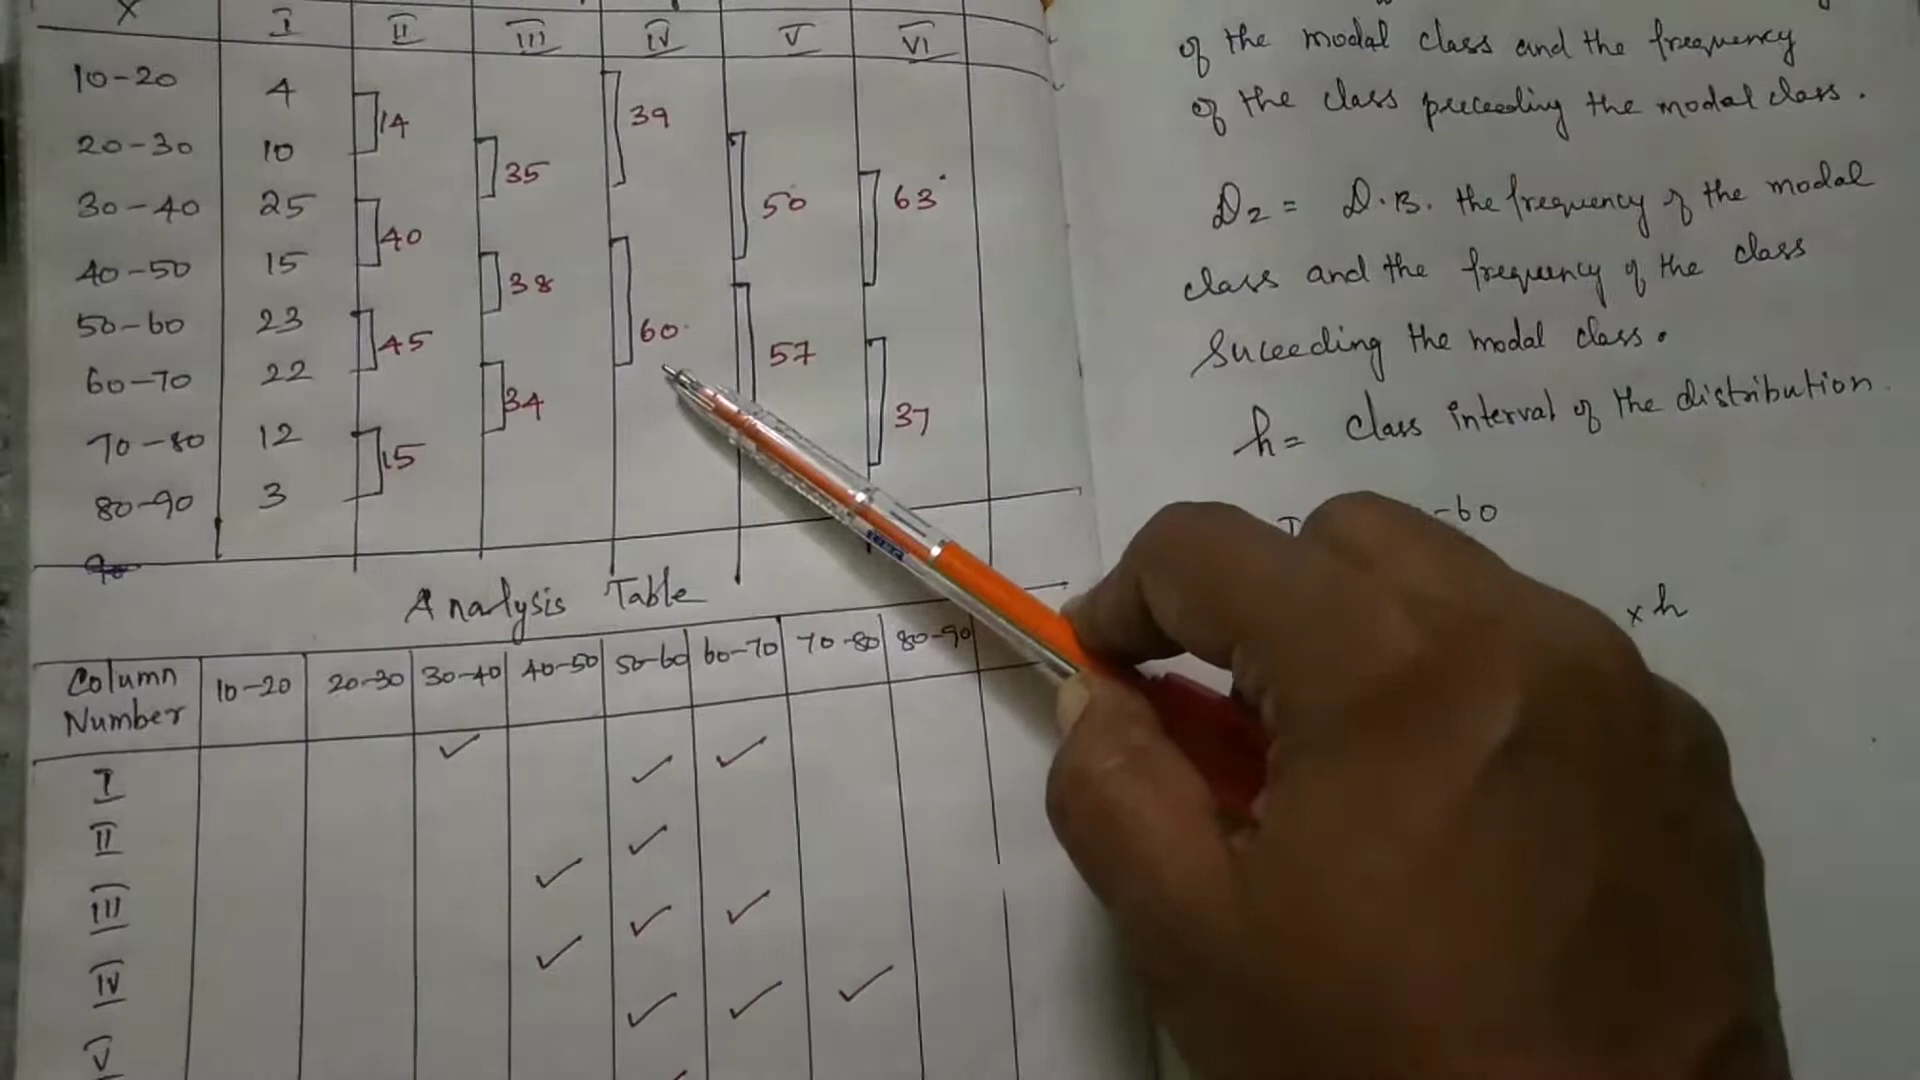 X I II III IV V VI
10-20 4
14 39
20-30 10
35
30-40 25 50 63
40
40-50 15
38
50-60 23
45 60
60-70 22 57
34 37
70-80 12
15
80-90 3
Analysis Table
Column Number 10-20 20-30 30-40 40-50 50-60 60-70 70-80 80-90
I ✓ ✓ ✓
II ✓
III ✓ ✓ ✓
IV ✓ ✓ ✓
V
of the modal class and the frequency
of the class preceeding the modal class.
D2 = D.B. the frequency of the modal
class and the frequency of the class
Suceeding the modal class.
h = class interval of the distribution.
-60
x h